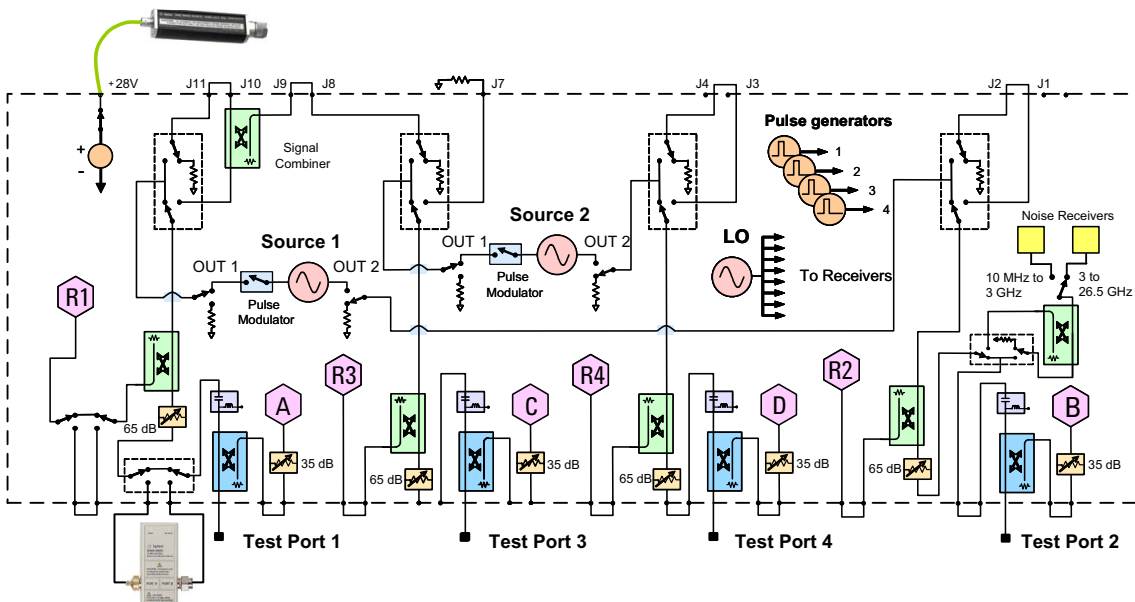 +28V
J11
J10
J9
J8
J7
J4
J3
J2
J1
+
-
Signal
Combiner
Pulse generators
1
2
3
4
Source 1
OUT 1
OUT 2
Pulse
Modulator
Source 2
OUT 1
OUT 2
Pulse
Modulator
LO
To Receivers
Noise Receivers
10 MHz to
3 GHz
3 to
26.5 GHz
R1
R3
R4
R2
A
C
D
B
65 dB
35 dB
65 dB
35 dB
65 dB
35 dB
65 dB
35 dB
Test Port 1
Test Port 3
Test Port 4
Test Port 2
PORT A
PORT B